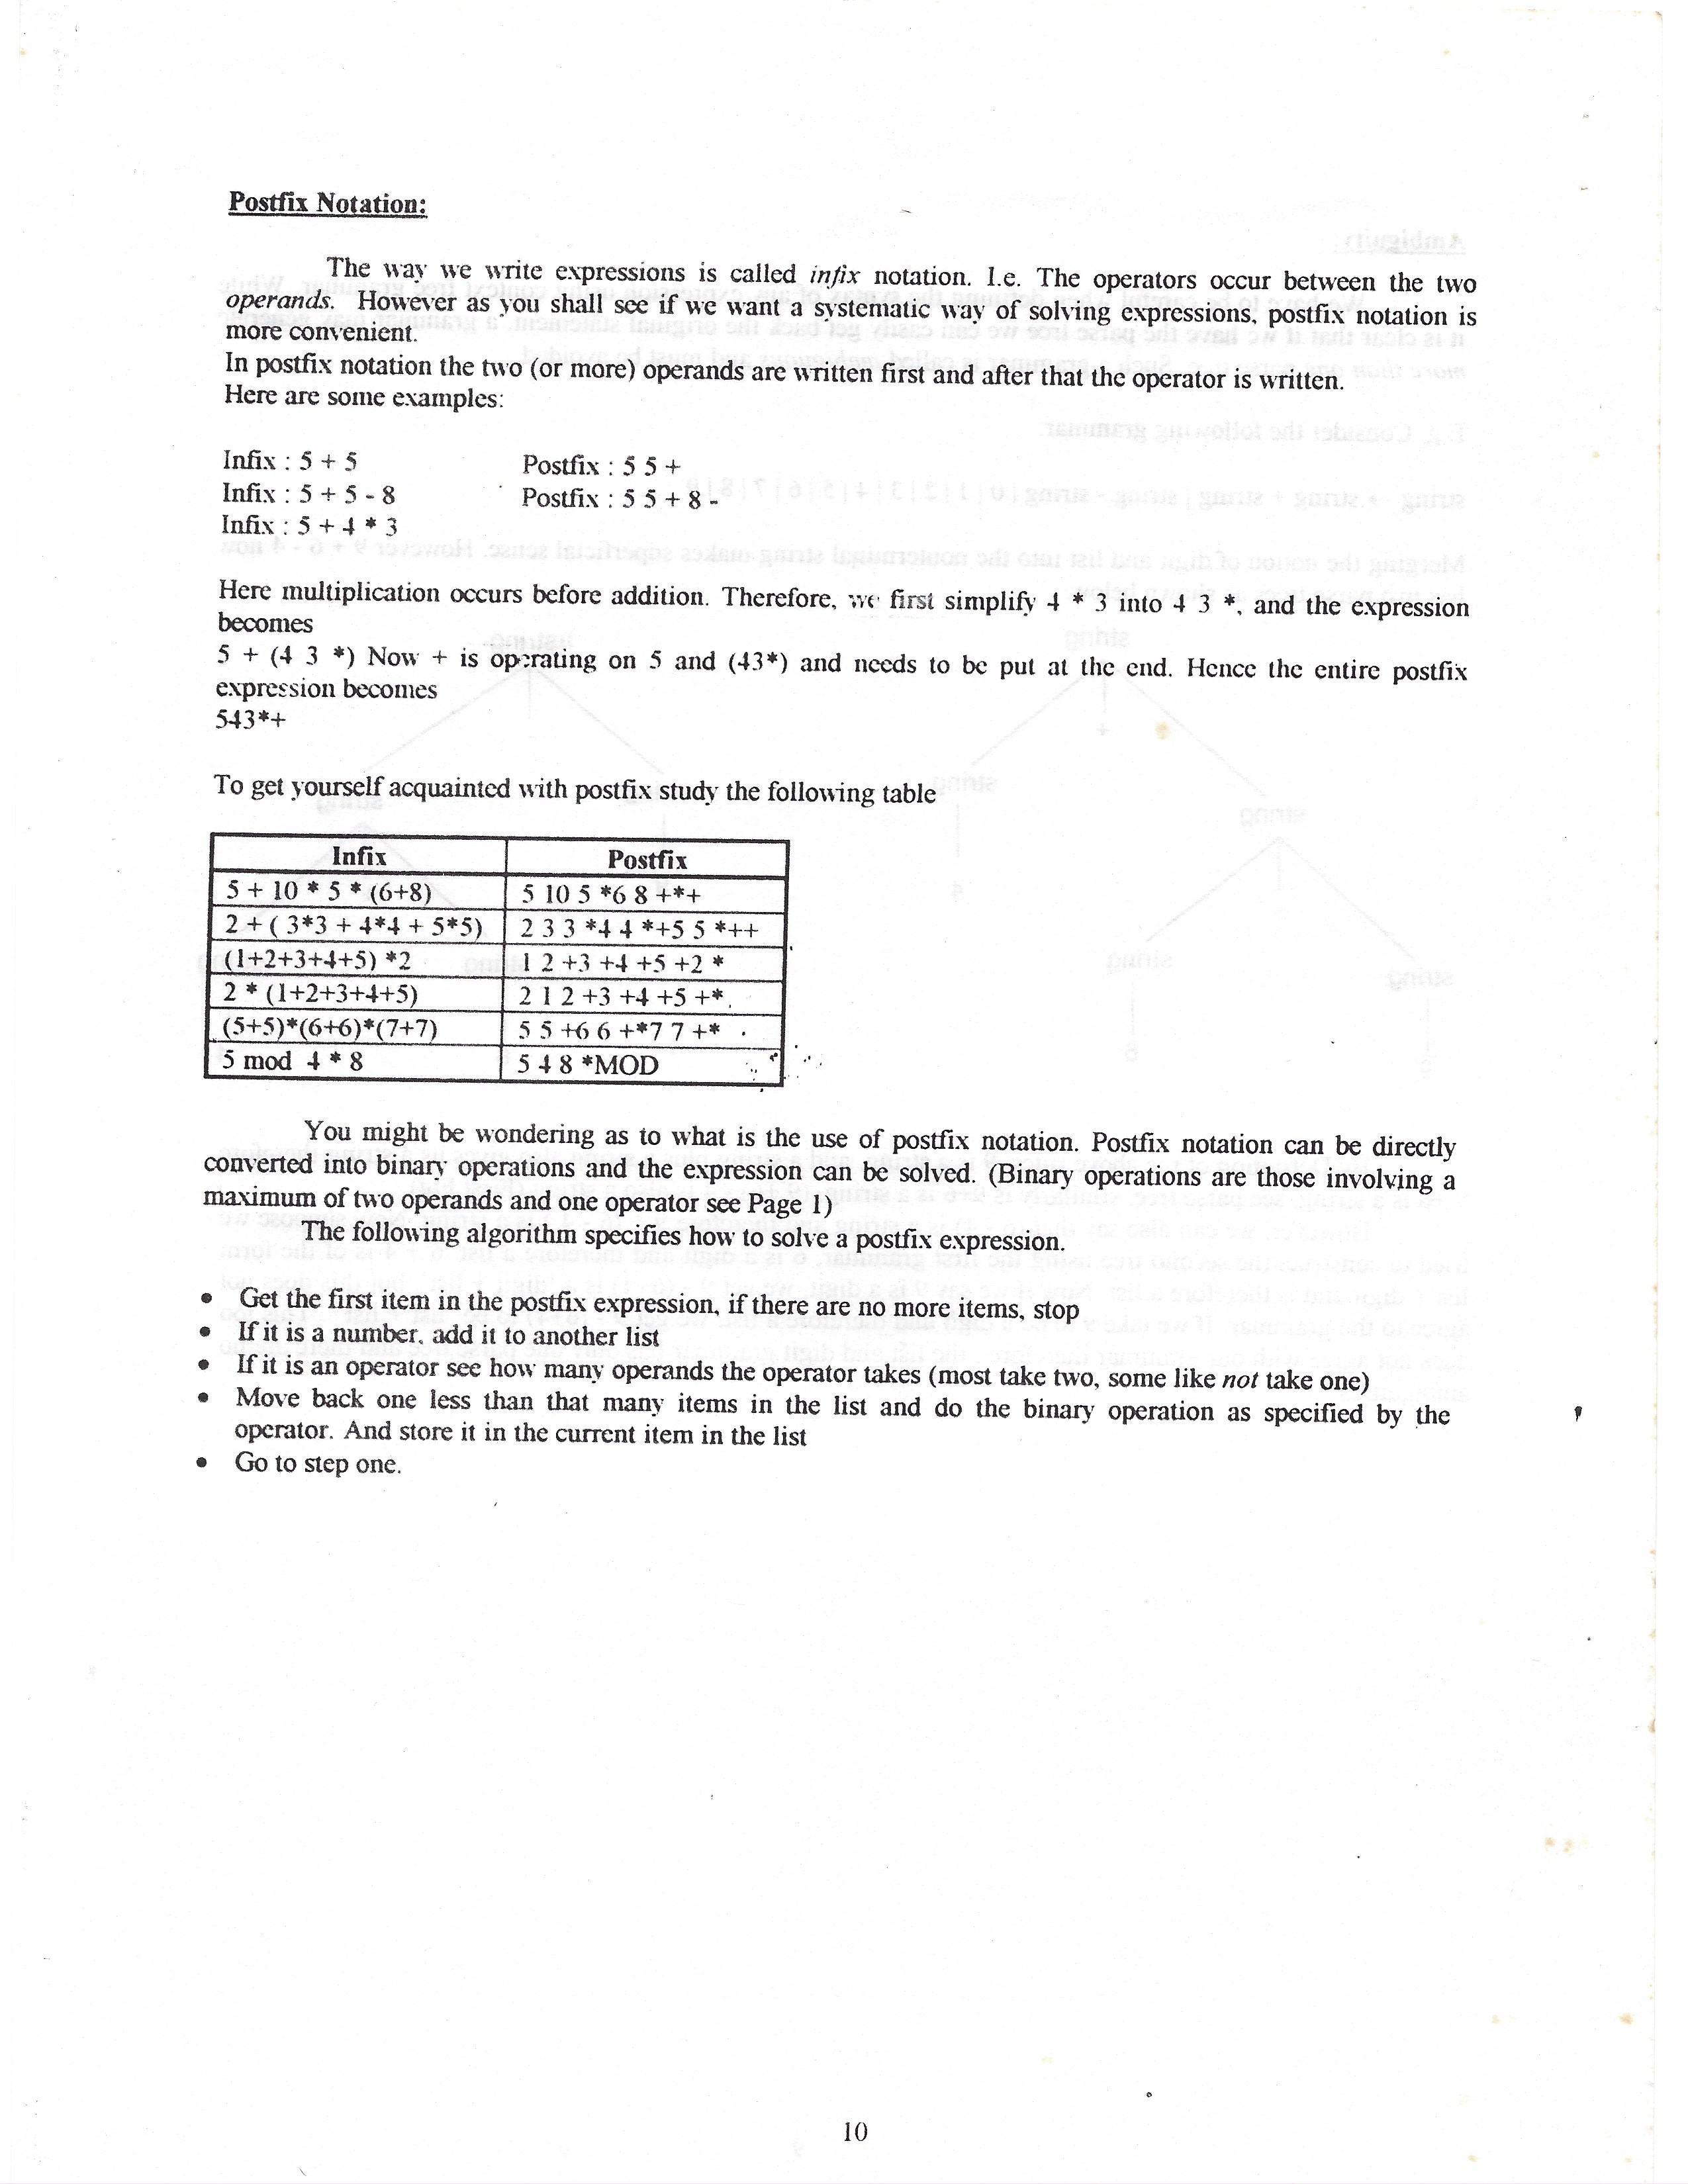 Postfix Notation:
The way we write expressions is called infix notation. I.e. The operators occur between the two
operands. However as you shall see if we want a systematic way of solving expressions, postfix notation is
more convenient.
In postfix notation the two (or more) operands are written first and after that the operator is written.
Here are some examples:
Infix : 5 + 5 Postfix : 5 5 +
Infix : 5 + 5 - 8 Postfix : 5 5 + 8 -
Infix : 5 + 4 * 3
Here multiplication occurs before addition. Therefore, we first simplify 4 * 3 into 4 3 *, and the expression
becomes
5 + (4 3 *) Now + is operating on 5 and (43*) and needs to be put at the end. Hence the entire postfix
expression becomes
543*+
To get yourself acquainted with postfix study the following table
Infix Postfix
5 + 10 * 5 * (6+8) 5 10 5 *6 8 +*+
2 + ( 3*3 + 4*4 + 5*5) 2 3 3 *4 4 *+5 5 *++
(1+2+3+4+5) *2 1 2 +3 +4 +5 +2 *
2 * (1+2+3+4+5) 2 1 2 +3 +4 +5 +*
(5+5)*(6+6)*(7+7) 5 5 +6 6 +*7 7 +*
5 mod 4 * 8 5 4 8 *MOD
You might be wondering as to what is the use of postfix notation. Postfix notation can be directly
converted into binary operations and the expression can be solved. (Binary operations are those involving a
maximum of two operands and one operator see Page 1)
The following algorithm specifies how to solve a postfix expression.
• Get the first item in the postfix expression, if there are no more items, stop
• If it is a number, add it to another list
• If it is an operator see how many operands the operator takes (most take two, some like not take one)
• Move back one less than that many items in the list and do the binary operation as specified by the
operator. And store it in the current item in the list
• Go to step one.
10